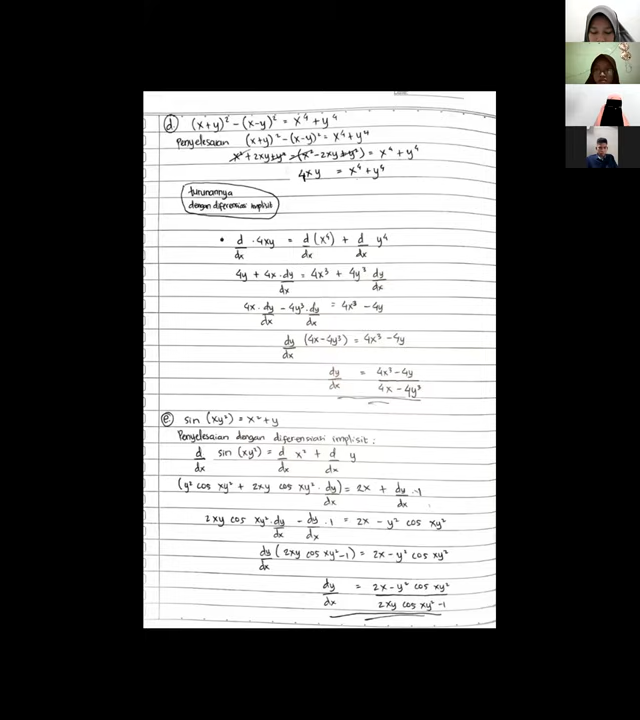 d (x+y)² - (x-y)² = x⁴ + y⁴
Penyelesaian (x+y)² - (x-y)² = x⁴ + y⁴
x² + 2xy + y² - (x² - 2xy + y²) = x⁴ + y⁴
4xy = x⁴ + y⁴
turunannya
dengan diferensiasi implisit
• d/dx · 4xy = d/dx (x⁴) + d/dx y⁴
4y + 4x · dy/dx = 4x³ + 4y³ dy/dx
4x · dy/dx - 4y³ · dy/dx = 4x³ - 4y
dy/dx (4x - 4y³) = 4x³ - 4y
dy/dx = 4x³ - 4y / 4x - 4y³
e sin (xy²) = x² + y
Penyelesaian dengan diferensiasi implisit :
d/dx sin (xy²) = d/dx x² + d/dx y
(y² cos xy² + 2xy cos xy² · dy/dx) = 2x + dy/dx · 1
2xy cos xy² · dy/dx - dy/dx · 1 = 2x - y² cos xy²
dy/dx (2xy cos xy² - 1) = 2x - y² cos xy²
dy/dx = 2x - y² cos xy² / 2xy cos xy² - 1